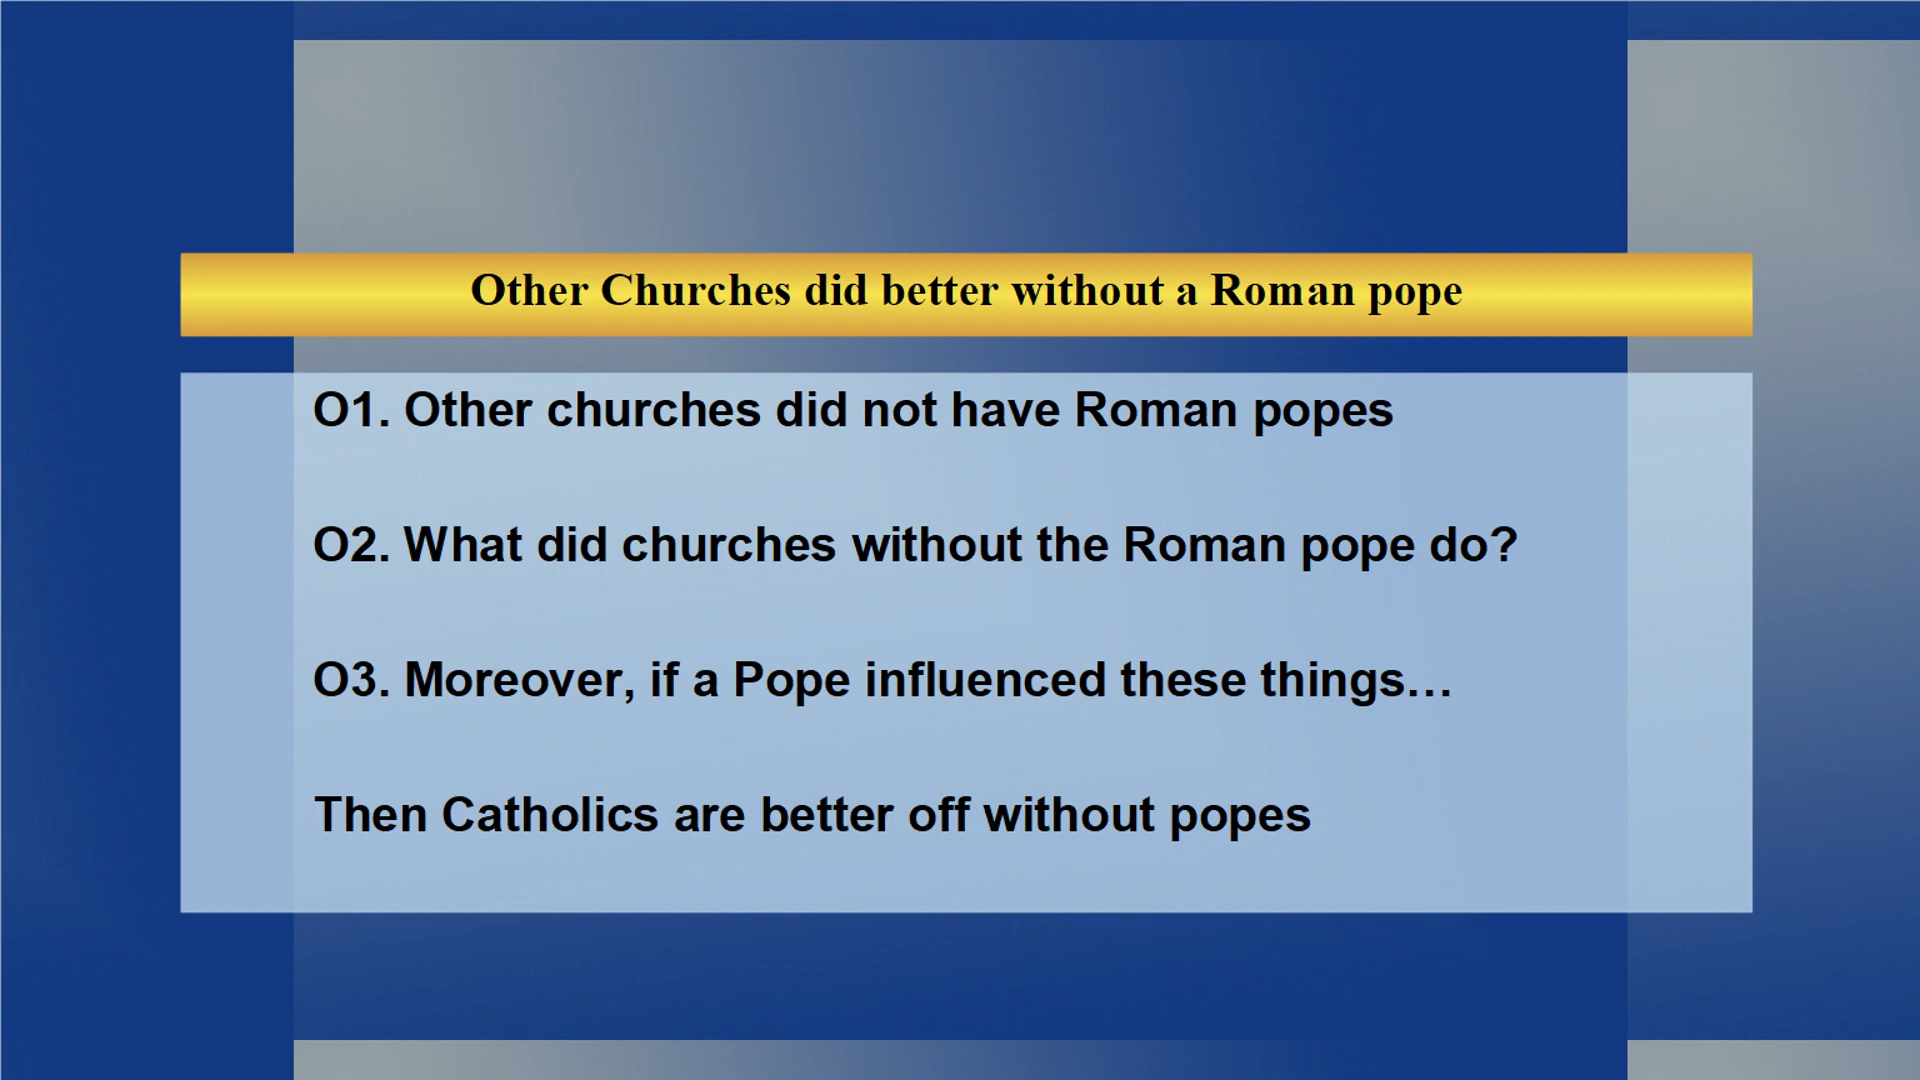 Other Churches did better without a Roman pope
O1. Other churches did not have Roman popes
O2. What did churches without the Roman pope do?
O3. Moreover, if a Pope influenced these things…
Then Catholics are better off without popes